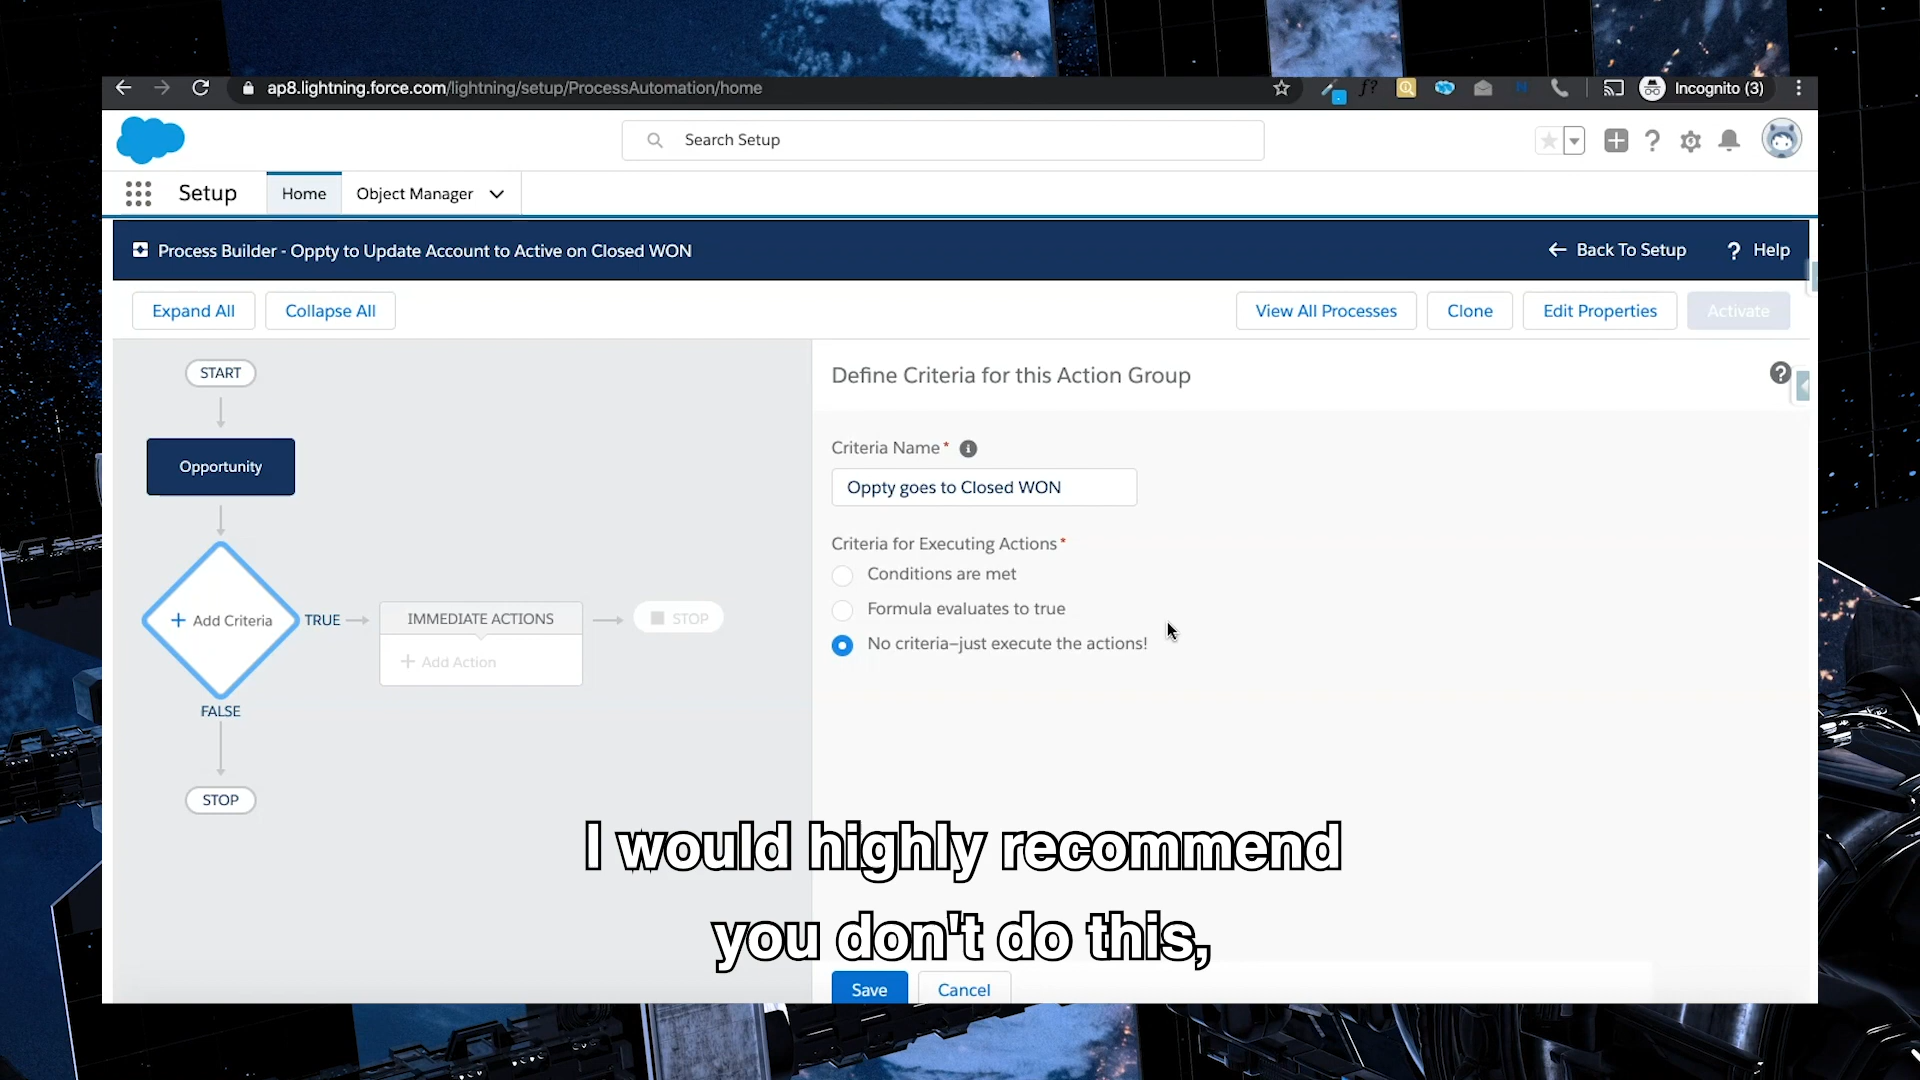 ap8.lightning.force.com/lightning/setup/ProcessAutomation/home
f?
N
Incognito (3)
Search Setup
Setup
Home
Object Manager
Process Builder - Oppty to Update Account to Active on Closed WON
Back To Setup
? Help
Expand All
Collapse All
View All Processes
Clone
Edit Properties
Activate
START
Define Criteria for this Action Group
Criteria Name*
Opportunity
Oppty goes to Closed WON
Criteria for Executing Actions*
Conditions are met
Formula evaluates to true
+ Add Criteria
TRUE
IMMEDIATE ACTIONS
STOP
No criteria–just execute the actions!
+ Add Action
FALSE
STOP
I would highly recommend
you don't do this,
Save
Cancel